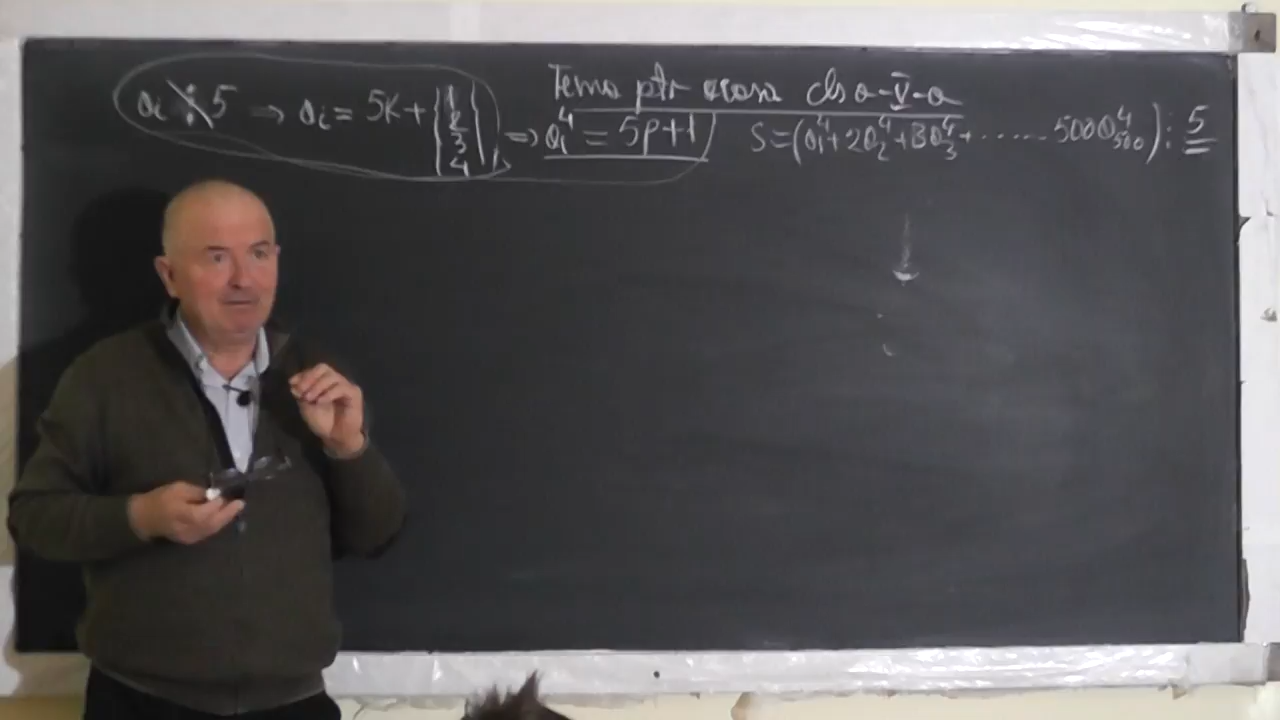 Tema ptr acasă cls a-V-a
ai ⋮̸ 5 ⇒ ai = 5k + {1 2 3 4} ⇒ ai⁴ = 5p+1
S=(a₁⁴+2a₂⁴+3a₃⁴+......500a₅₀₀⁴) ⋮ 5